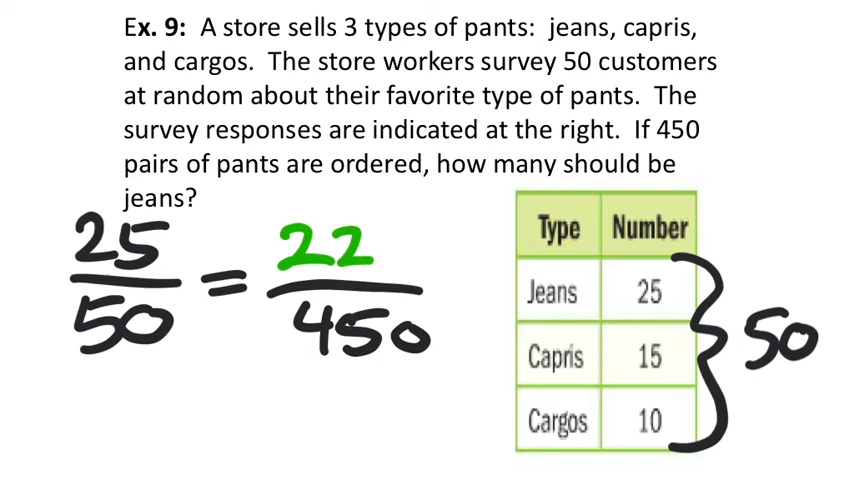 Ex. 9: A store sells 3 types of pants: jeans, capris,
and cargos. The store workers survey 50 customers
at random about their favorite type of pants. The
survey responses are indicated at the right. If 450
pairs of pants are ordered, how many should be
jeans?
25/50 = 22/450
Type Number
Jeans 25
Capris 15
Cargos 10
50